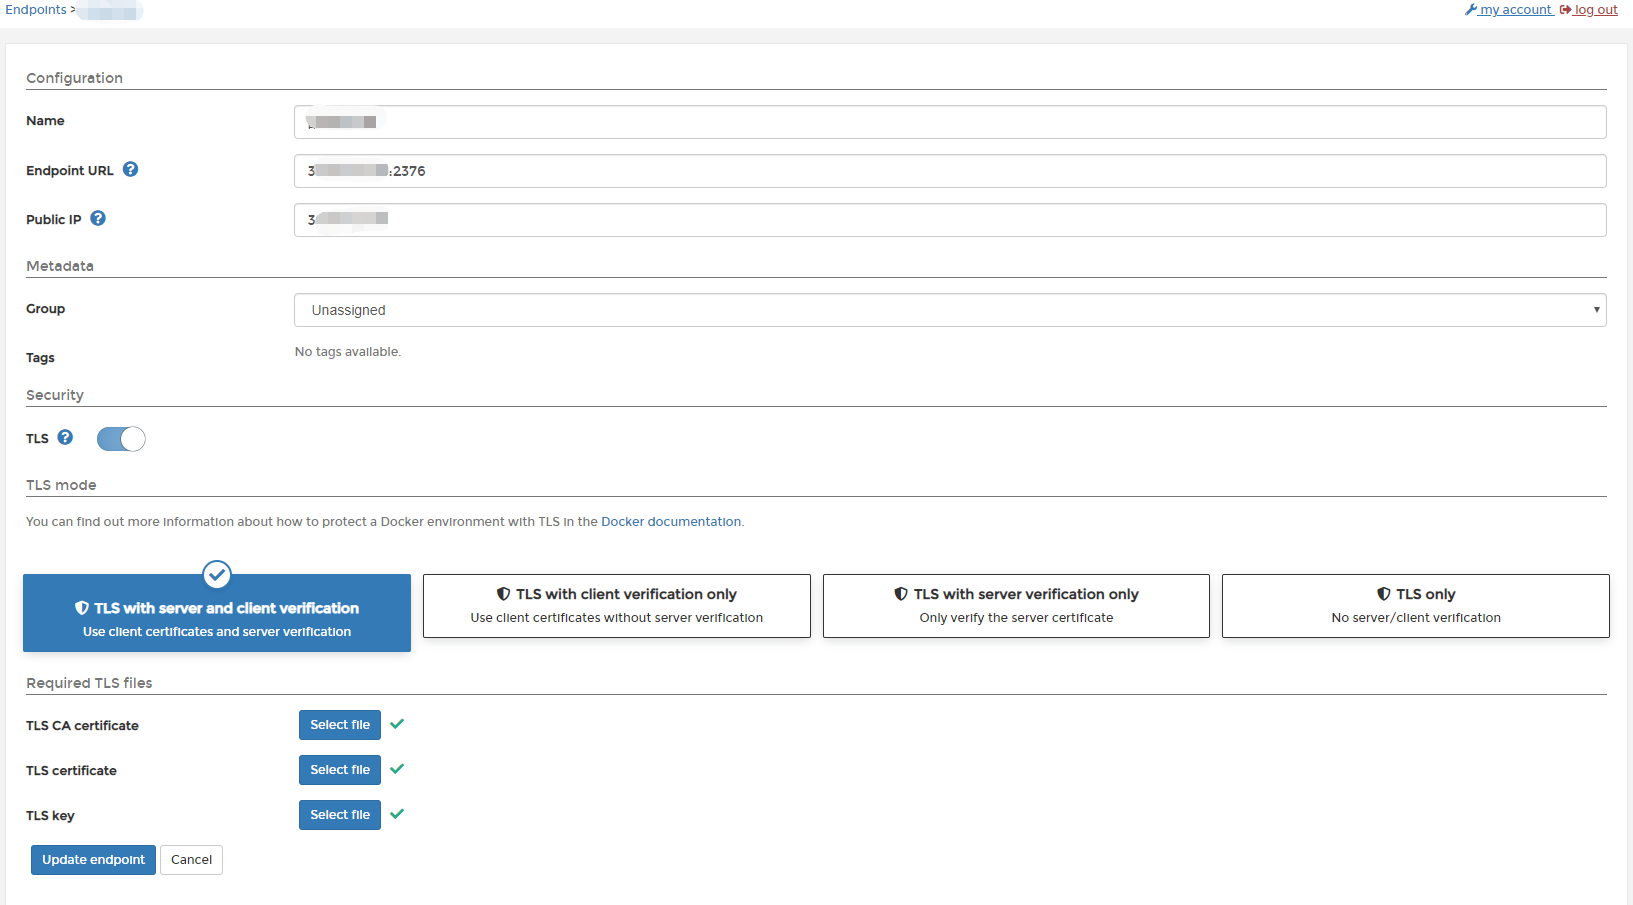 Endpoints >
my account log out
Configuration
Name
Endpoint URL 3 :2376
Public IP 3
Metadata
Group Unassigned
Tags No tags available.
Security
TLS
TLS mode
You can find out more information about how to protect a Docker environment with TLS in the Docker documentation.
TLS with server and client verification
Use client certificates and server verification
TLS with client verification only
Use client certificates without server verification
TLS with server verification only
Only verify the server certificate
TLS only
No server/client verification
Required TLS files
TLS CA certificate Select file
TLS certificate Select file
TLS key Select file
Update endpoint Cancel